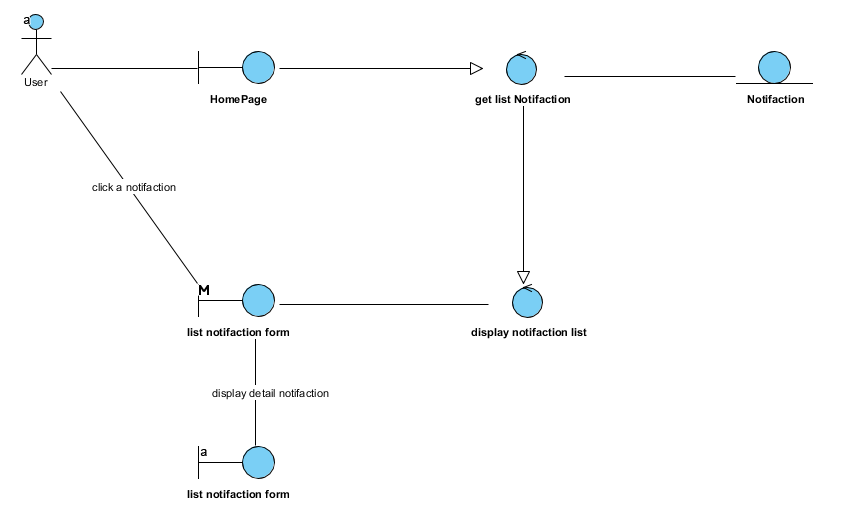 a
User
HomePage
get list Notifaction
Notifaction
click a notifaction
M
list notifaction form
display notifaction list
display detail notifaction
a
list notifaction form